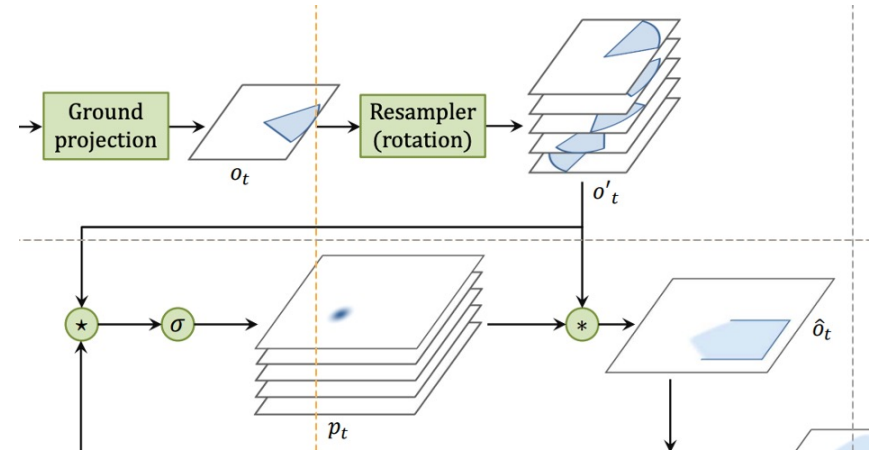 Ground
projection
o_t
Resampler
(rotation)
o'_t
⋆
σ
p_t
∗
ô_t